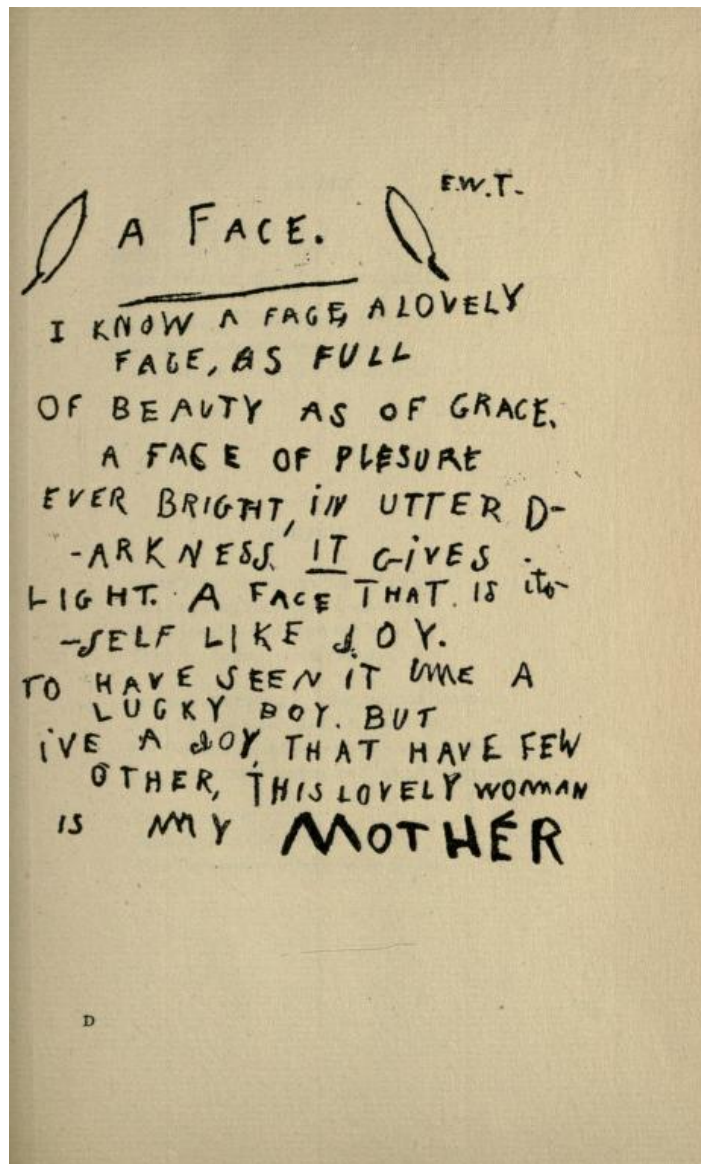 E.W.T-
A FACE.
I KNOW A FACE, A LOVELY
FACE, AS FULL
OF BEAUTY AS OF GRACE,
A FACE OF PLESURE
EVER BRIGHT, IN UTTER D-
-ARKNESS. IT GIVES
LIGHT. A FACE THAT IS ITS-
-SELF LIKE JOY.
TO HAVE SEEN IT A
LUCKY BOY. BUT
I'VE A JOY THAT HAVE FEW
OTHER, THIS LOVELY WOMAN
IS MY MOTHER
D